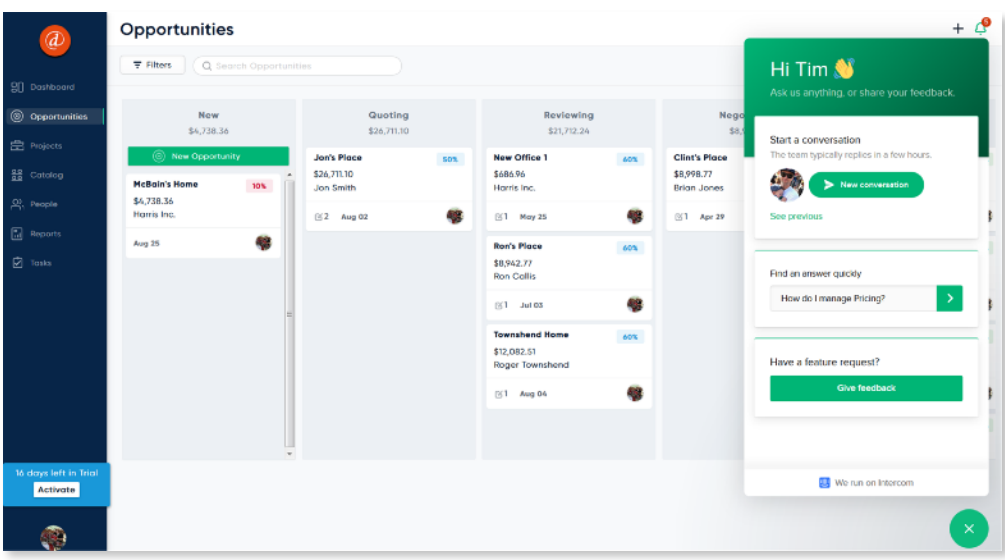 Opportunities
5
d
Dashboard
Opportunities
Projects
Catalog
People
Reports
Tasks
16 days left in Trial
Activate
Filters
Search Opportunities
New
$4,738.36
New Opportunity
McBain's Home
10%
$4,738.36
Harris Inc.
Aug 25
Quoting
$26,711.10
Jon's Place
50%
$26,711.10
Jon Smith
2 Aug 02
Reviewing
$21,712.24
New Office 1
60%
$686.96
Harris Inc.
1 May 25
Ron's Place
60%
$8,942.77
Ron Collis
1 Jul 03
Townshend Home
60%
$12,082.51
Roger Townshend
1 Aug 04
Nego
$8,
Clint's Place
$8,998.77
Brian Jones
1 Apr 29
Hi Tim
Ask us anything, or share your feedback.
Start a conversation
The team typically replies in a few hours.
New conversation
See previous
Find an answer quickly
How do I manage Pricing?
Have a feature request?
Give feedback
We run on Intercom